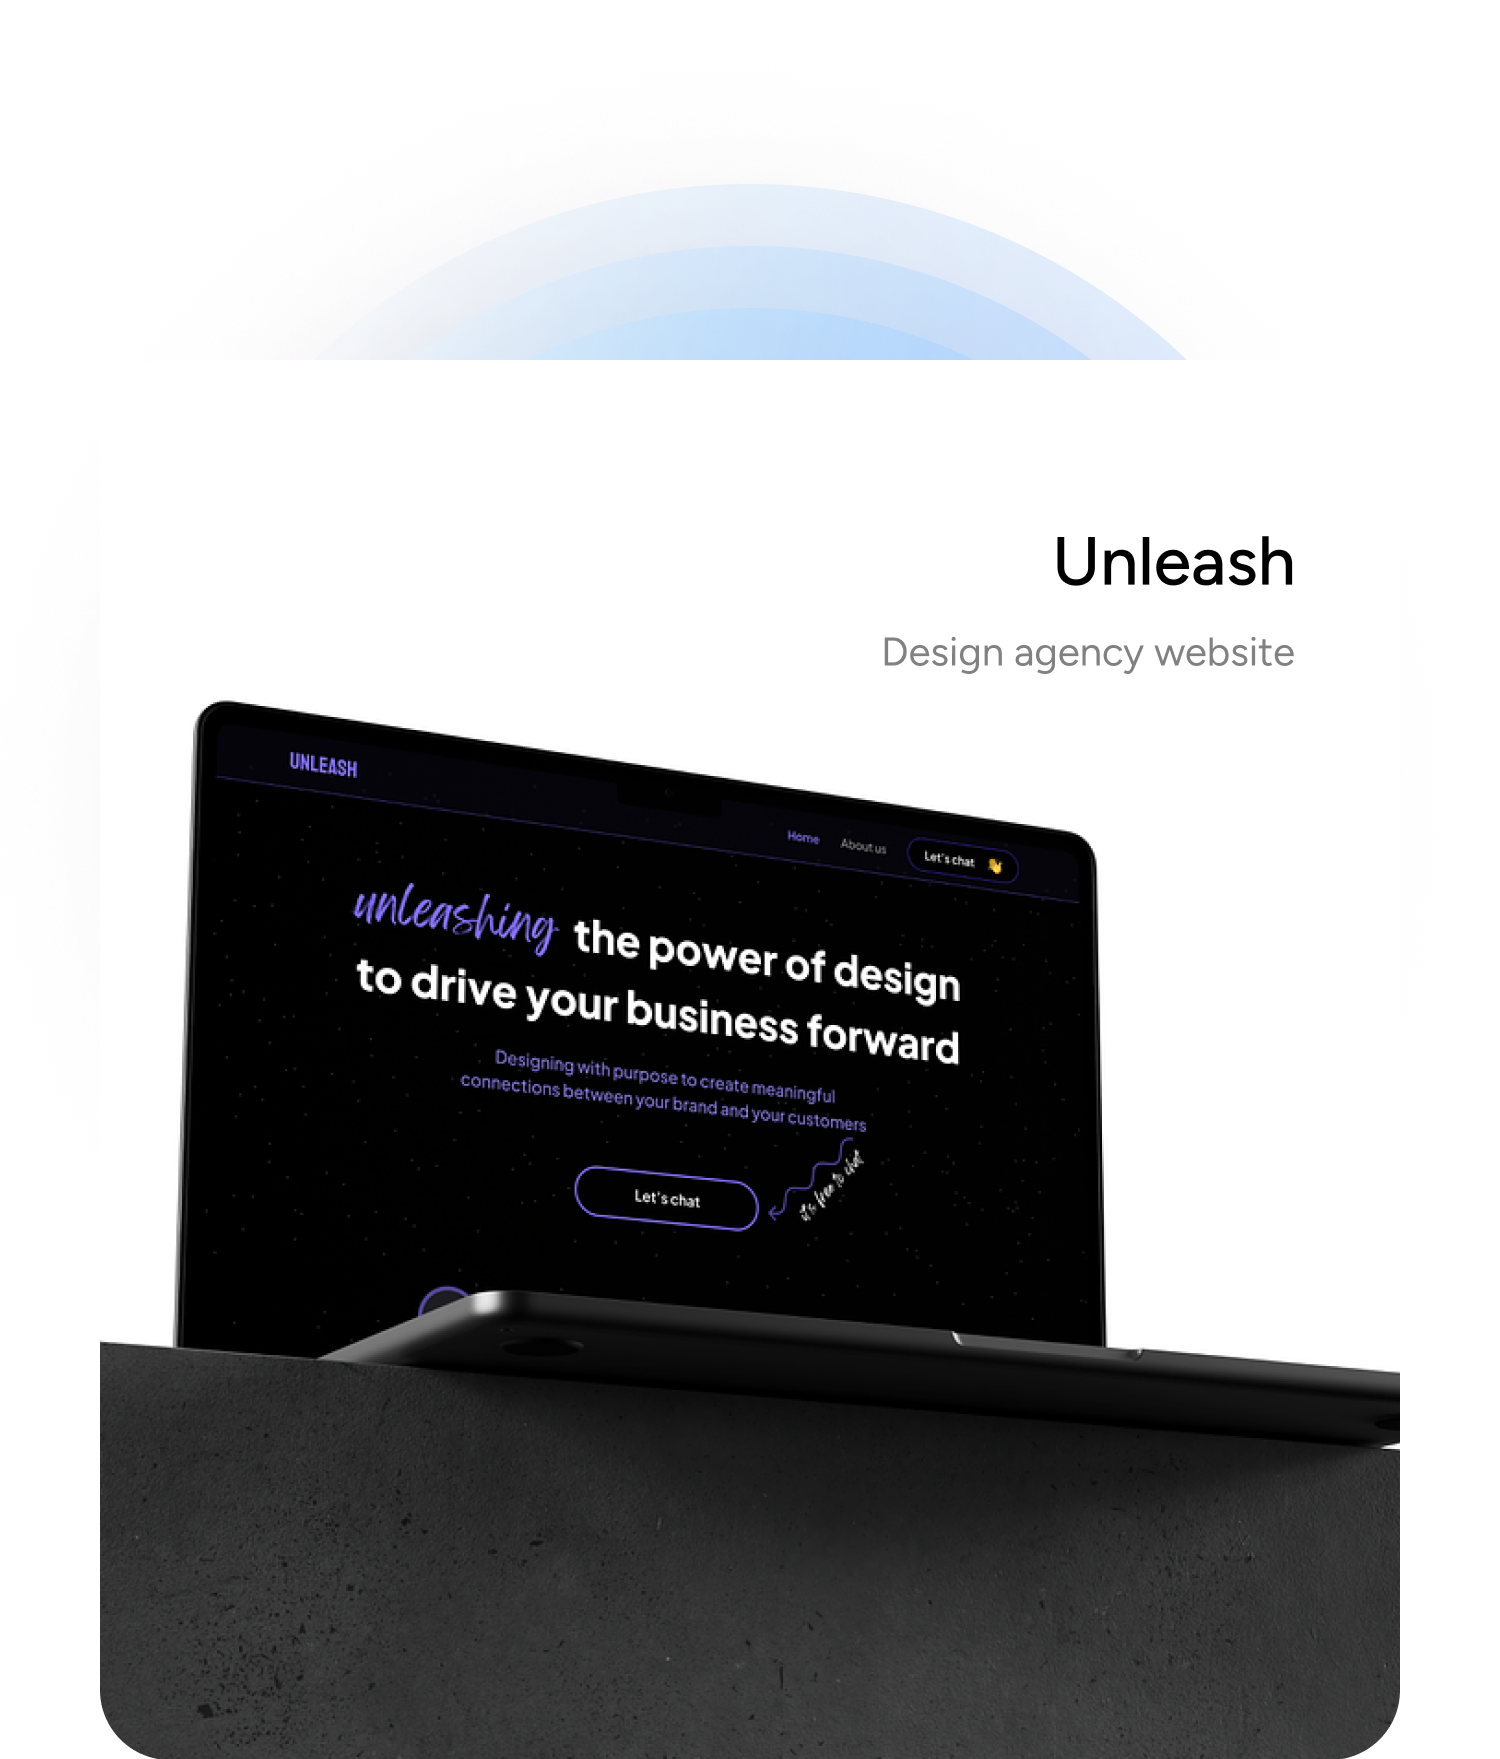 Unleash
Design agency website
UNLEASH
Home About us Let's chat 👋
unleashing the power of design
to drive your business forward
Designing with purpose to create meaningful
connections between your brand and your customers
Let's chat
it's free to chat